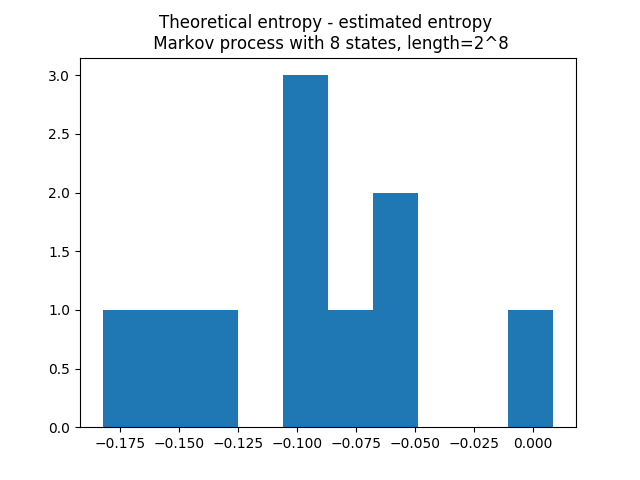 Theoretical entropy - estimated entropy
Markov process with 8 states, length=2^8
3.0
2.5
2.0
1.5
1.0
0.5
0.0
−0.175 −0.150 −0.125 −0.100 −0.075 −0.050 −0.025 0.000